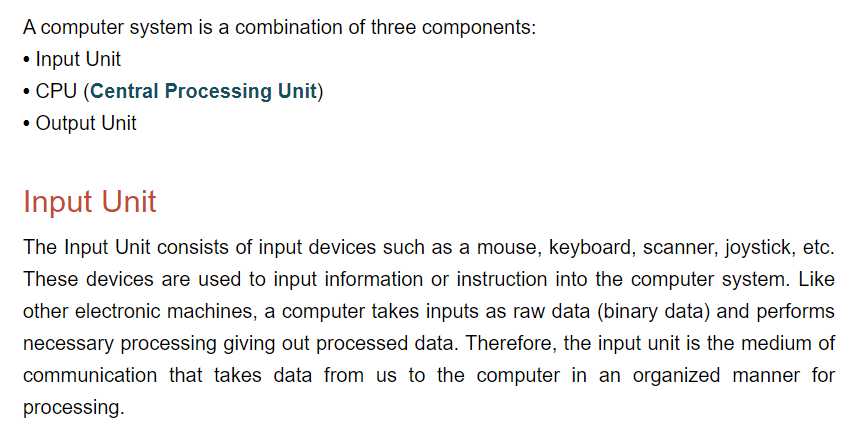 A computer system is a combination of three components:
• Input Unit
• CPU (Central Processing Unit)
• Output Unit
Input Unit
The Input Unit consists of input devices such as a mouse, keyboard, scanner, joystick, etc.
These devices are used to input information or instruction into the computer system. Like
other electronic machines, a computer takes inputs as raw data (binary data) and performs
necessary processing giving out processed data. Therefore, the input unit is the medium of
communication that takes data from us to the computer in an organized manner for
processing.